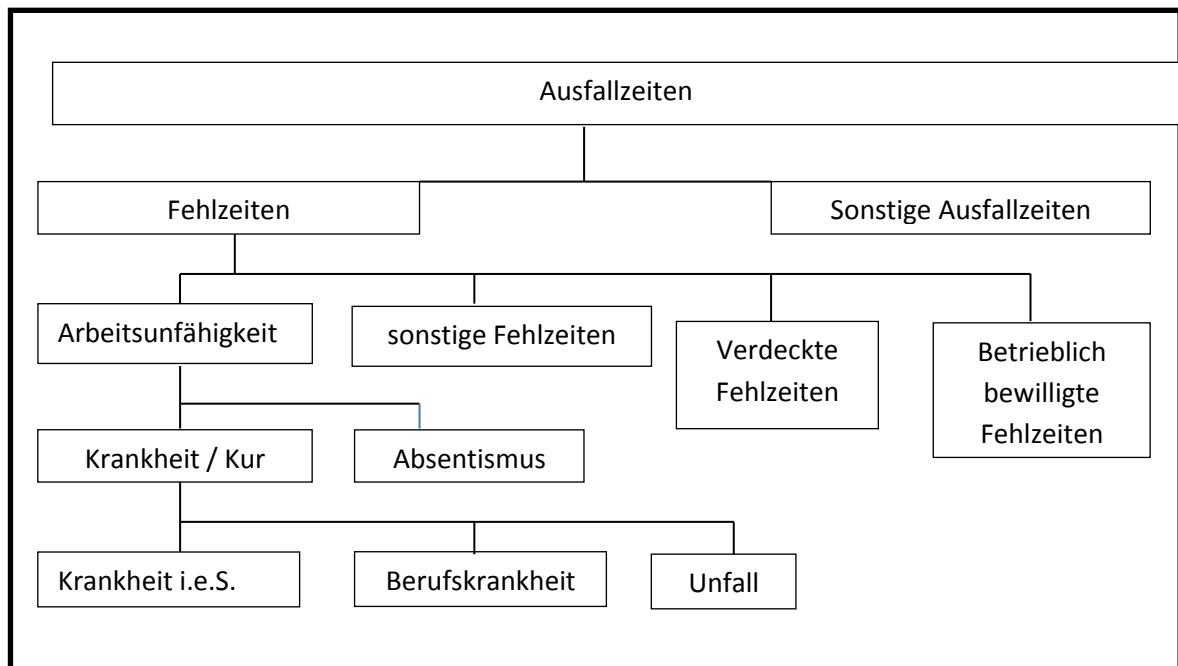 Ausfallzeiten
Fehlzeiten
Sonstige Ausfallzeiten
Arbeitsunfähigkeit
sonstige Fehlzeiten
Verdeckte
Fehlzeiten
Betrieblich
bewilligte
Fehlzeiten
Krankheit / Kur
Absentismus
Krankheit i.e.S.
Berufskrankheit
Unfall